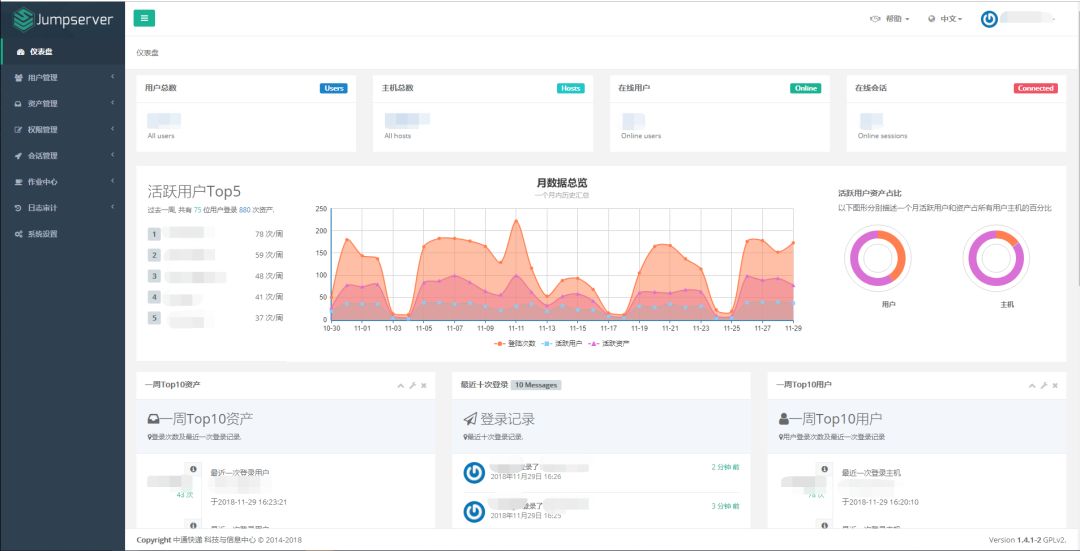 Jumpserver
帮助
中文
仪表盘
用户管理
资产管理
权限管理
会话管理
作业中心
日志审计
系统设置
仪表盘
用户总数 Users
All users
主机总数 Hosts
All hosts
在线用户 Online
Online users
在线会话 Connected
Online sessions
活跃用户Top5
过去一周, 共有 75 位用户登录 880 次资产.
1 78 次/周
2 59 次/周
3 48 次/周
4 41 次/周
5 37 次/周
月数据总览
一个月内历史汇总
250
200
150
100
50
0
10-30 11-01 11-03 11-05 11-07 11-09 11-11 11-13 11-15 11-17 11-19 11-21 11-23 11-25 11-27 11-29
登陆次数 活跃用户 活跃资产
活跃用户资产占比
以下图形分别描述一个月活跃用户和资产占所有用户主机的百分比
用户
主机
一周Top10资产
一周Top10资产
登录次数及最近一次登录记录.
最近一次登录用户
43 次
于2018-11-29 16:23:21
最近一次登录用户
最近十次登录 10 Messages
登录记录
最近十次登录记录.
登录了
2 分钟 前
2018年11月29日 16:26
登录了
3 分钟 前
2018年11月29日 16:25
一周Top10用户
一周Top10用户
用户登录次数及最近一次登录记录
最近一次登录主机
次
于2018-11-29 16:20:10
最近一次登录主机
Copyright 中通快递 科技与信息中心 © 2014-2018
Version 1.4.1-2 GPLv2.